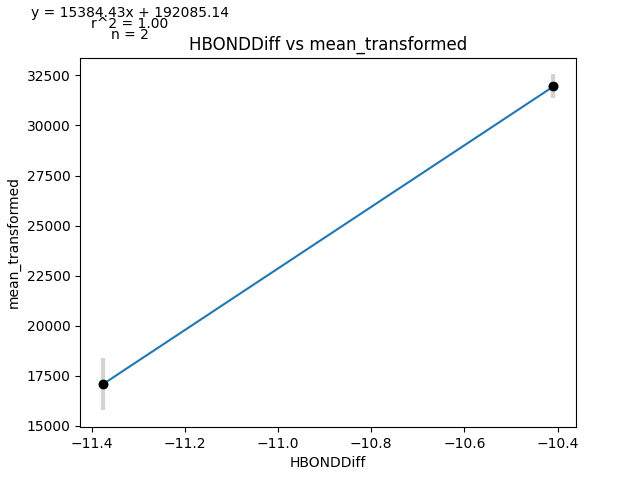 y = 15384.43x + 192085.14
r^2 = 1.00
n = 2
HBONDDiff vs mean_transformed
32500
30000
27500
25000
22500
20000
17500
15000
mean_transformed
−11.4
−11.2
−11.0
−10.8
−10.6
−10.4
HBONDDiff